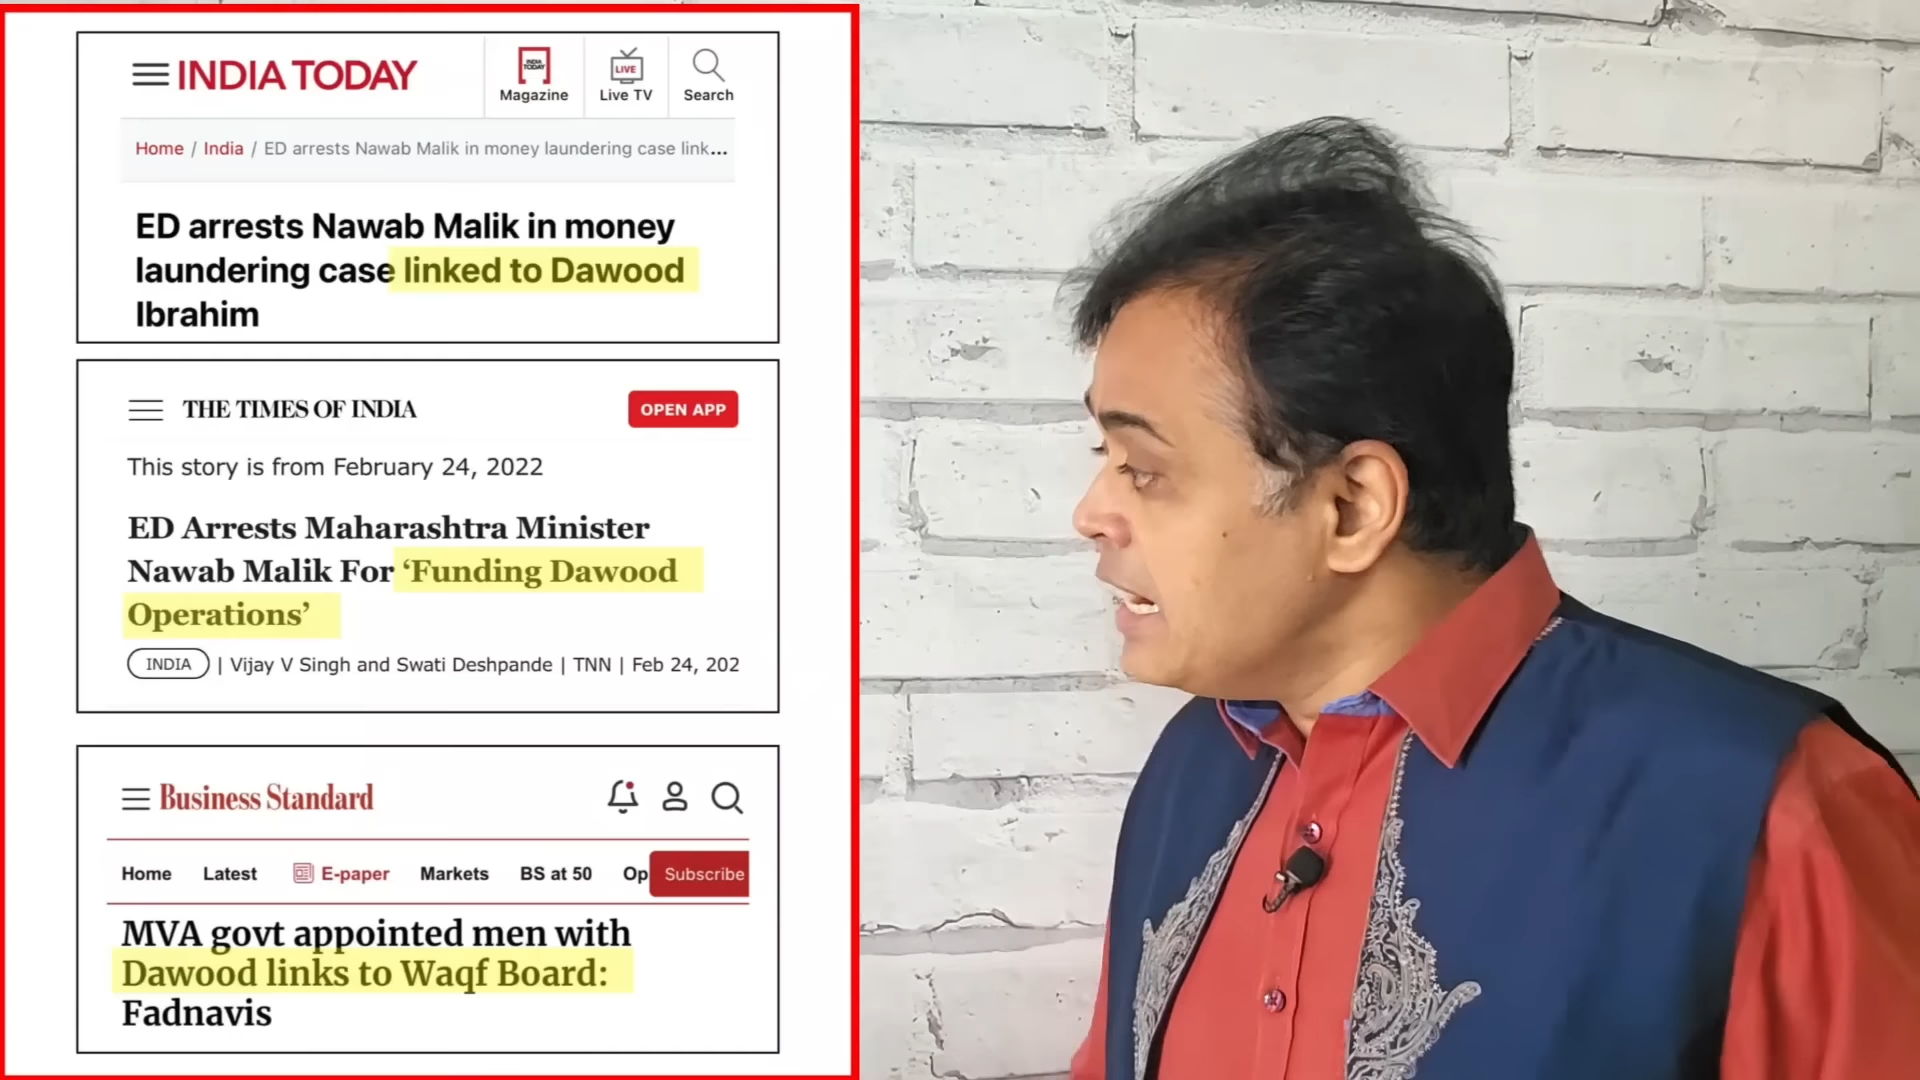 INDIA TODAY
INDIA TODAY
Magazine
LIVE
Live TV
Search
Home / India / ED arrests Nawab Malik in money laundering case link...
ED arrests Nawab Malik in money
laundering case linked to Dawood
Ibrahim
THE TIMES OF INDIA
OPEN APP
This story is from February 24, 2022
ED Arrests Maharashtra Minister
Nawab Malik For ‘Funding Dawood
Operations’
INDIA | Vijay V Singh and Swati Deshpande | TNN | Feb 24, 202
Business Standard
Home Latest E-paper Markets BS at 50 Op Subscribe
MVA govt appointed men with
Dawood links to Waqf Board:
Fadnavis